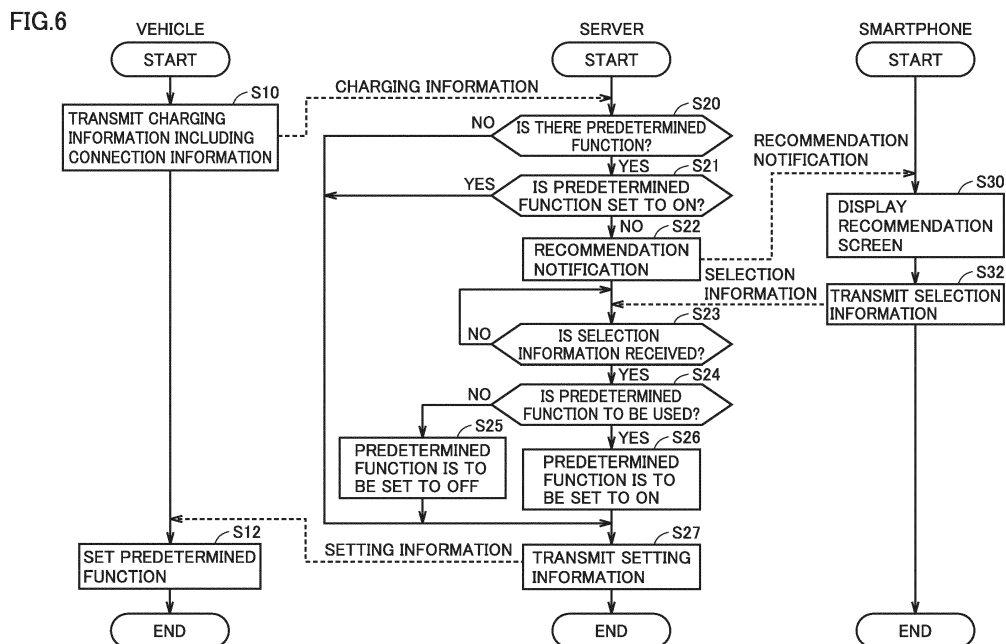 FIG.6
VEHICLE
SERVER
SMARTPHONE
START
START
START
S10
TRANSMIT CHARGING
INFORMATION INCLUDING
CONNECTION INFORMATION
CHARGING INFORMATION
S20
NO
IS THERE PREDETERMINED
FUNCTION?
YES
S21
YES
IS PREDETERMINED
FUNCTION SET TO ON?
NO
S22
RECOMMENDATION
NOTIFICATION
RECOMMENDATION
NOTIFICATION
S30
DISPLAY
RECOMMENDATION
SCREEN
SELECTION
INFORMATION
S32
TRANSMIT SELECTION
INFORMATION
S23
NO
IS SELECTION
INFORMATION RECEIVED?
YES
S24
NO
IS PREDETERMINED
FUNCTION TO BE USED?
S25
YES
S26
PREDETERMINED
FUNCTION IS TO
BE SET TO OFF
PREDETERMINED
FUNCTION IS TO
BE SET TO ON
S12
SET PREDETERMINED
FUNCTION
SETTING INFORMATION
S27
TRANSMIT SETTING
INFORMATION
END
END
END